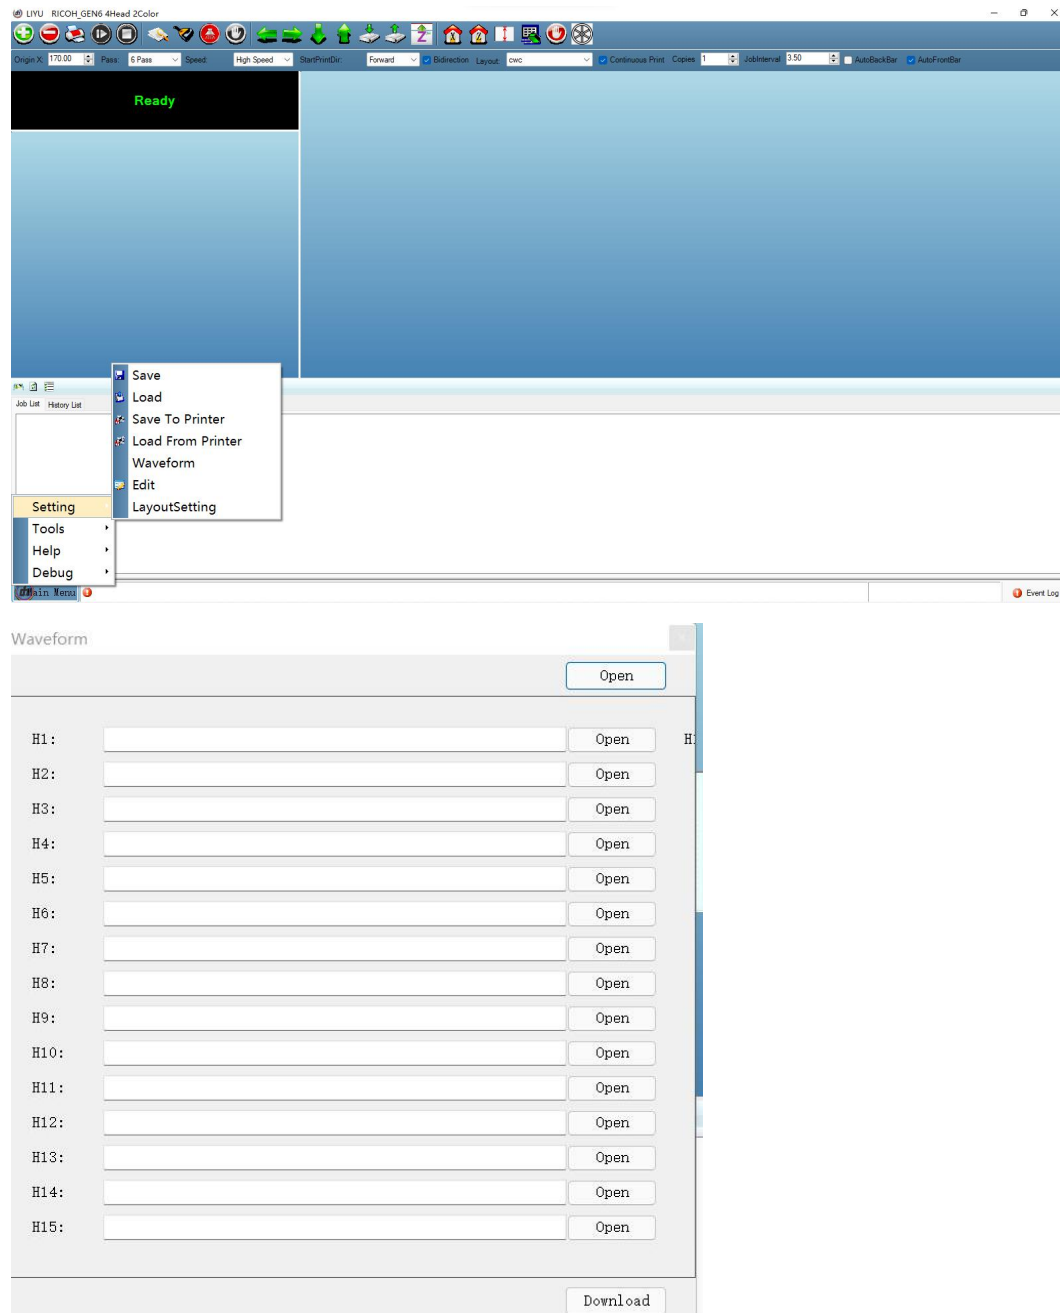 LIYU RICOH_GEN6 4Head 2Color
Origin X: 170.00 Pass: 6 Pass Speed: High Speed StartPrintDir: Forward Bidirection Layout: cwc Continuous Print Copies 1 JobInterval 3.50 AutoBackBar AutoFrontBar
Ready
Save
Load
Save To Printer
Load From Printer
Waveform
Edit
LayoutSetting
Job List History List
Setting
Tools
Help
Debug
Main Menu
Event Log
Waveform
Open
H1: Open
H2: Open
H3: Open
H4: Open
H5: Open
H6: Open
H7: Open
H8: Open
H9: Open
H10: Open
H11: Open
H12: Open
H13: Open
H14: Open
H15: Open
Download